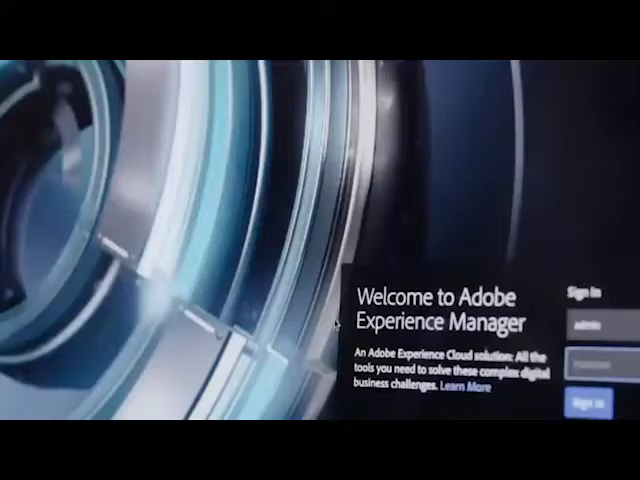 Welcome to Adobe
Experience Manager
An Adobe Experience Cloud solution: All the
tools you need to solve these complex digital
business challenges. Learn More
Sign In
admin
Sign In